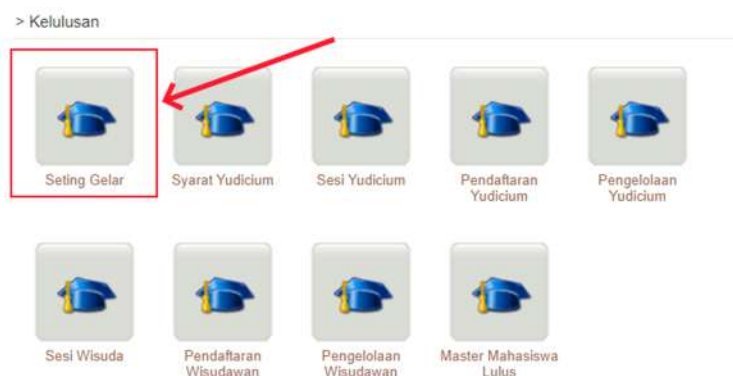 > Kelulusan
Seting Gelar
Syarat Yudicium
Sesi Yudicium
Pendaftaran
Yudicium
Pengelolaan
Yudicium
Sesi Wisuda
Pendaftaran
Wisudawan
Pengelolaan
Wisudawan
Master Mahasiswa
Lulus